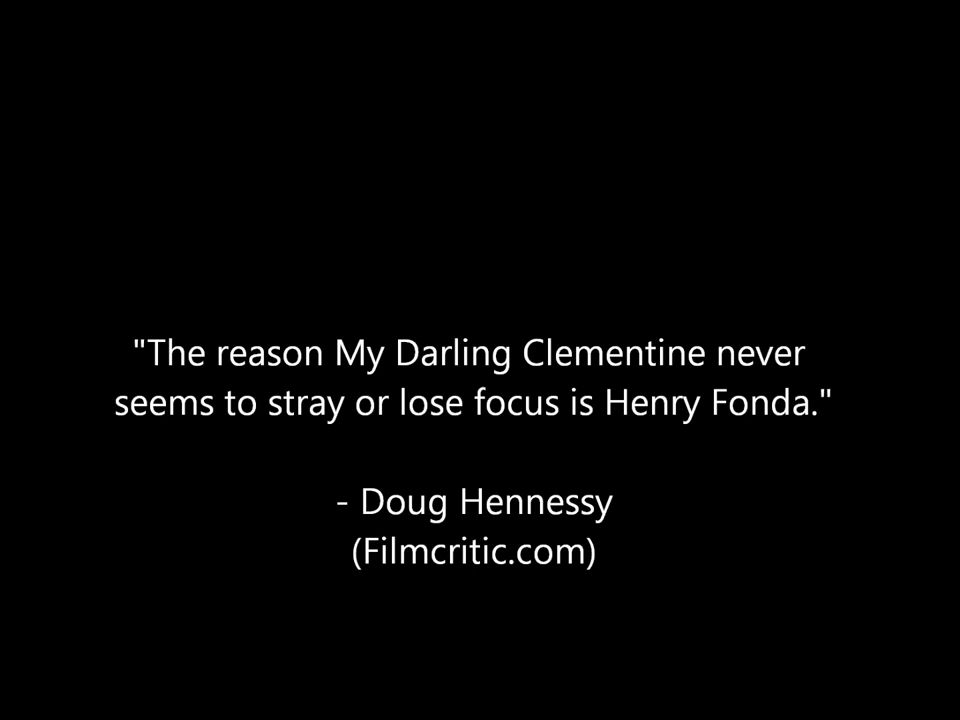 "The reason My Darling Clementine never
seems to stray or lose focus is Henry Fonda."
- Doug Hennessy
(Filmcritic.com)